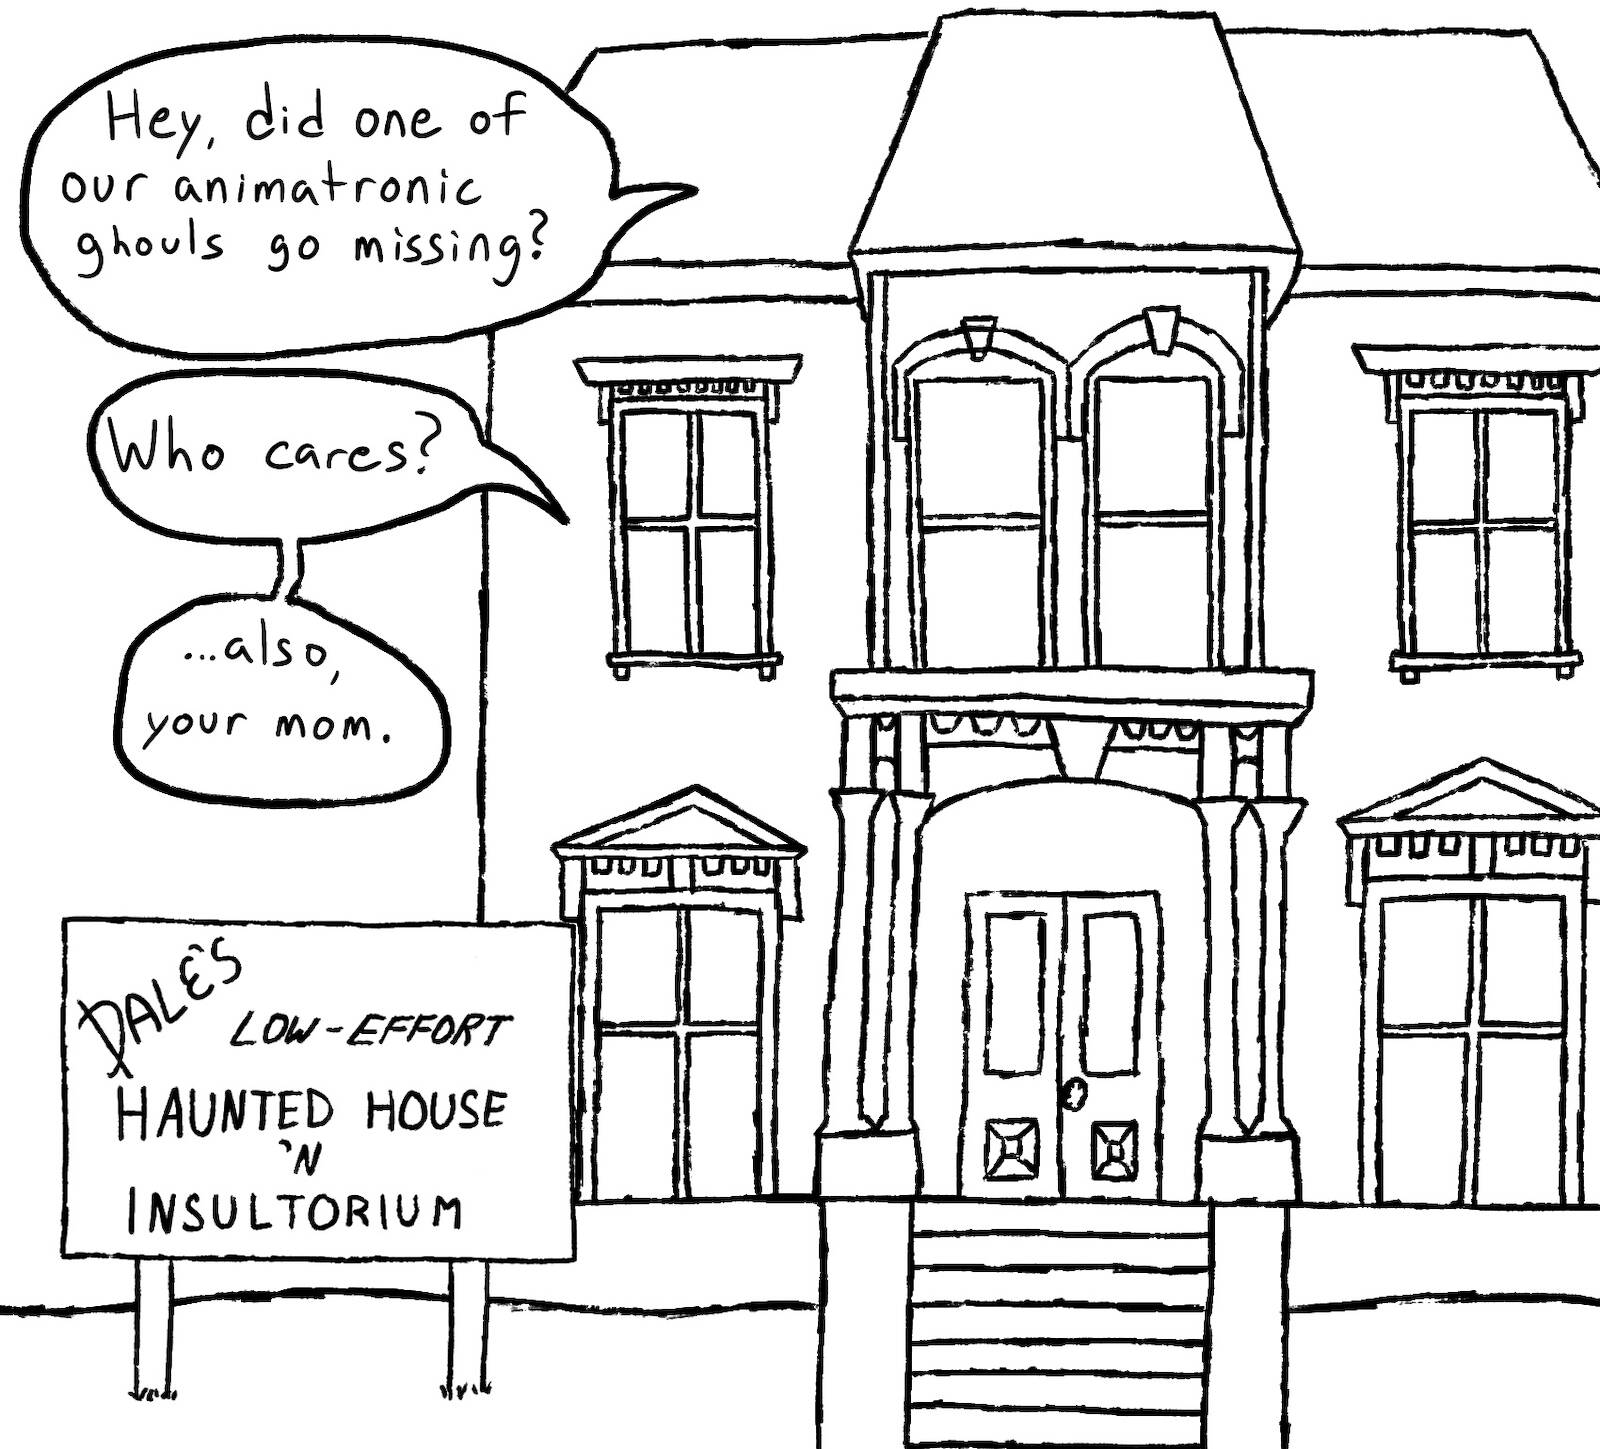 Hey, did one of
our animatronic
ghouls go missing?
Who cares?
...also,
your mom.
DALE'S
LOW-EFFORT
HAUNTED HOUSE
'N
INSULTORIUM